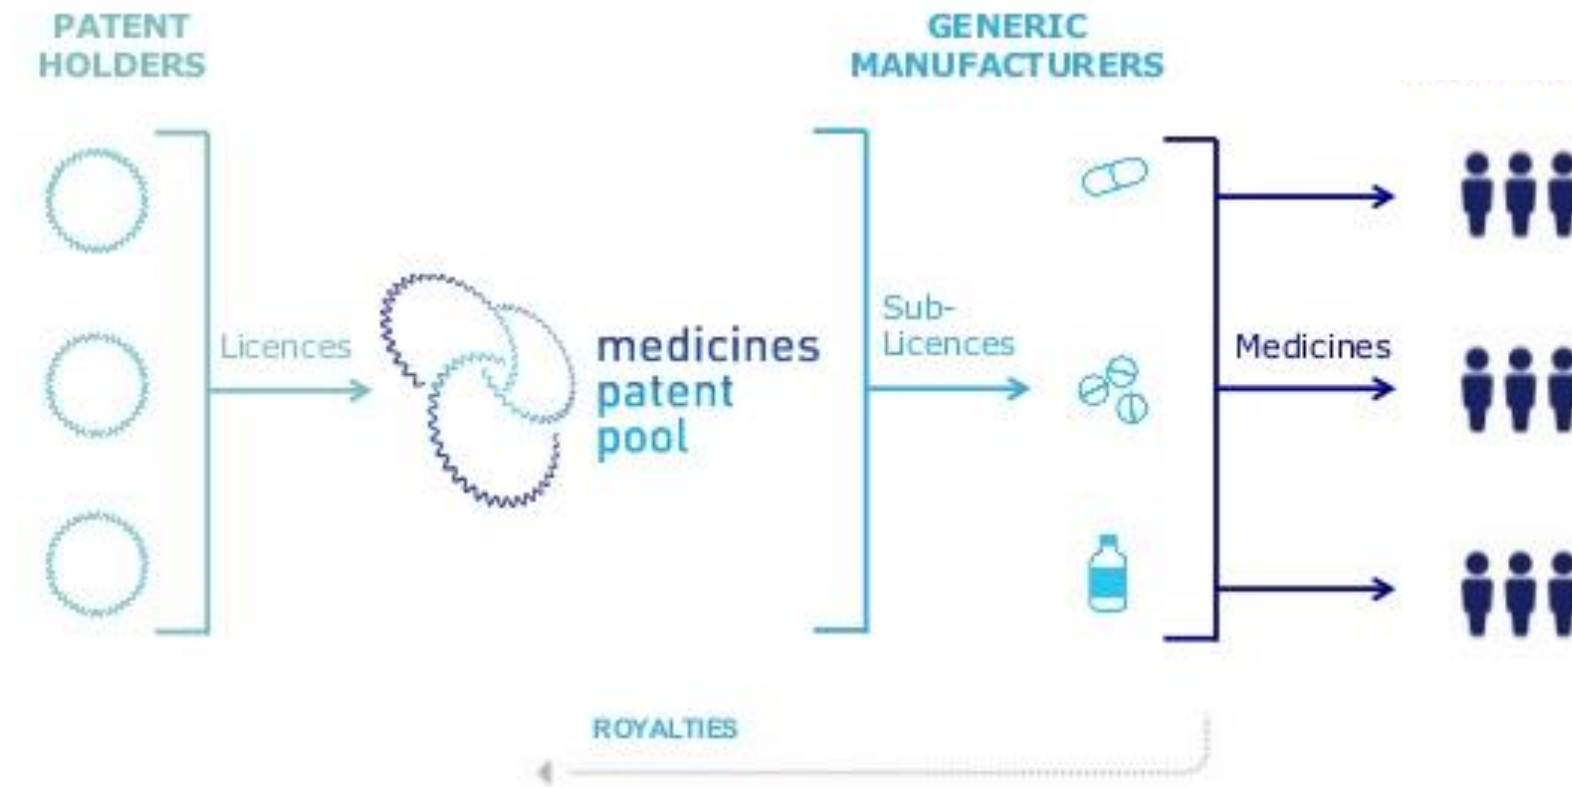 PATENT
HOLDERS
GENERIC
MANUFACTURERS
Licences
medicines
patent
pool
Sub-
Licences
Medicines
ROYALTIES